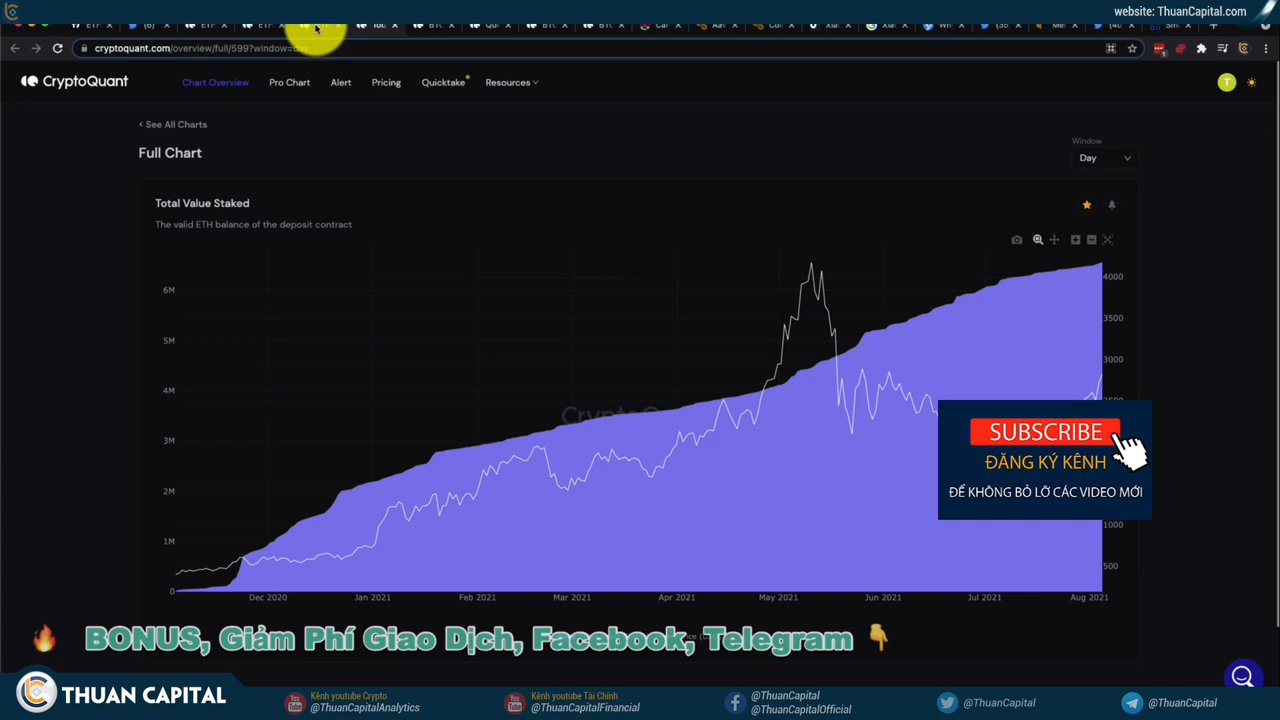 website: ThuanCapital.com
cryptoquant.com/overview/full/599?window=day
CryptoQuant
Chart Overview
Pro Chart
Alert
Pricing
Quicktake
Resources
T
< See All Charts
Full Chart
Window
Day
Total Value Staked
The valid ETH balance of the deposit contract
6M
5M
4M
3M
2M
1M
0
4000
3500
3000
1000
500
Dec 2020
Jan 2021
Feb 2021
Mar 2021
Apr 2021
May 2021
Jun 2021
Jul 2021
Aug 2021
SUBSCRIBE
ĐĂNG KÝ KÊNH
ĐỂ KHÔNG BỎ LỠ CÁC VIDEO MỚI
BONUS, Giảm Phí Giao Dịch, Facebook, Telegram
THUAN CAPITAL
Kênh youtube Crypto
@ThuanCapitalAnalytics
Kênh youtube Tài Chính
@ThuanCapitalFinancial
@ThuanCapital
@ThuanCapitalOfficial
@ThuanCapital
@ThuanCapital